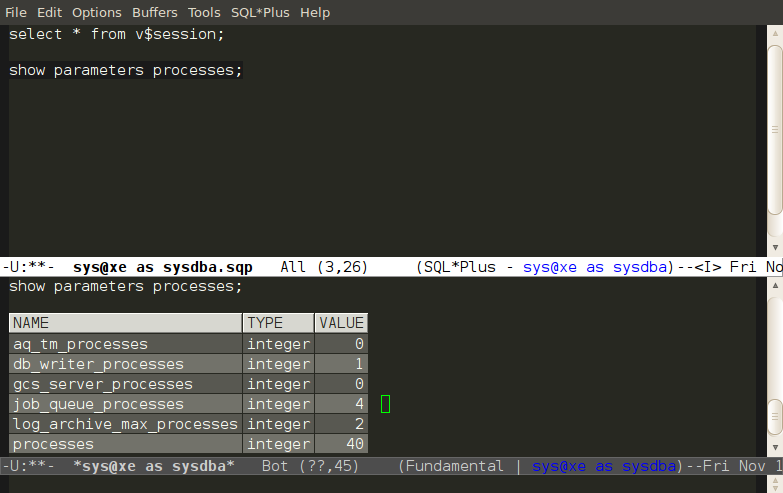 File Edit Options Buffers Tools SQL*Plus Help
select * from v$session;
show parameters processes;
-U:**- sys@xe as sysdba.sqp All (3,26) (SQL*Plus - sys@xe as sysdba)--<I> Fri No
show parameters processes;
NAME TYPE VALUE
aq_tm_processes integer 0
db_writer_processes integer 1
gcs_server_processes integer 0
job_queue_processes integer 4
log_archive_max_processes integer 2
processes integer 40
-U:**- *sys@xe as sysdba* Bot (??,45) (Fundamental | sys@xe as sysdba)--Fri Nov 1